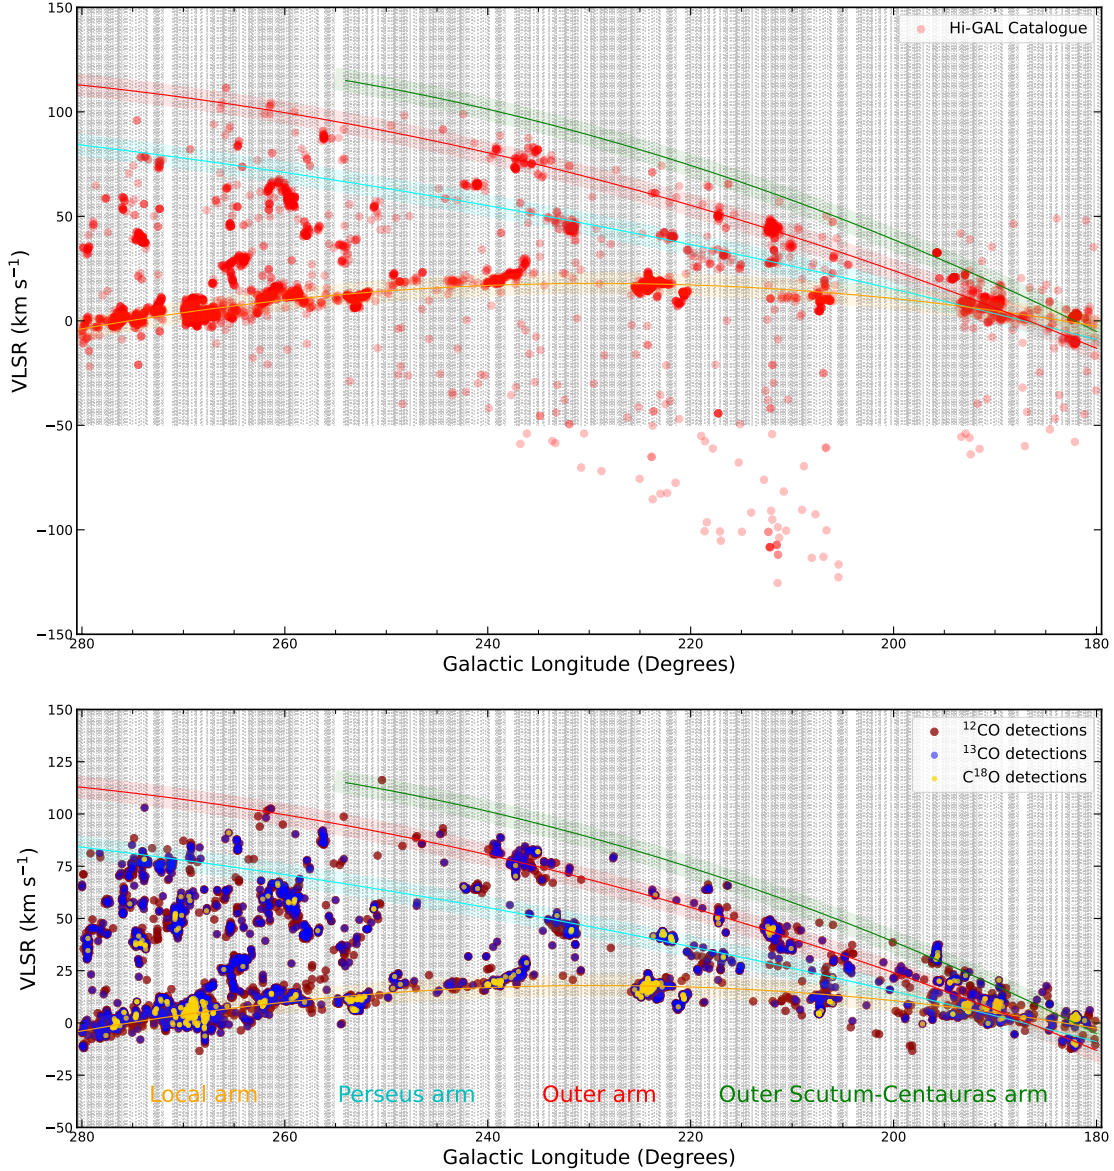 150
100
50
0
−50
−100
−150
VLSR (km s⁻¹)
Hi-GAL Catalogue
280
260
240
220
200
180
Galactic Longitude (Degrees)
150
125
100
75
50
25
0
−25
−50
VLSR (km s⁻¹)
¹²CO detections
¹³CO detections
C¹⁸O detections
Local arm
Perseus arm
Outer arm
Outer Scutum-Centauras arm
280
260
240
220
200
180
Galactic Longitude (Degrees)